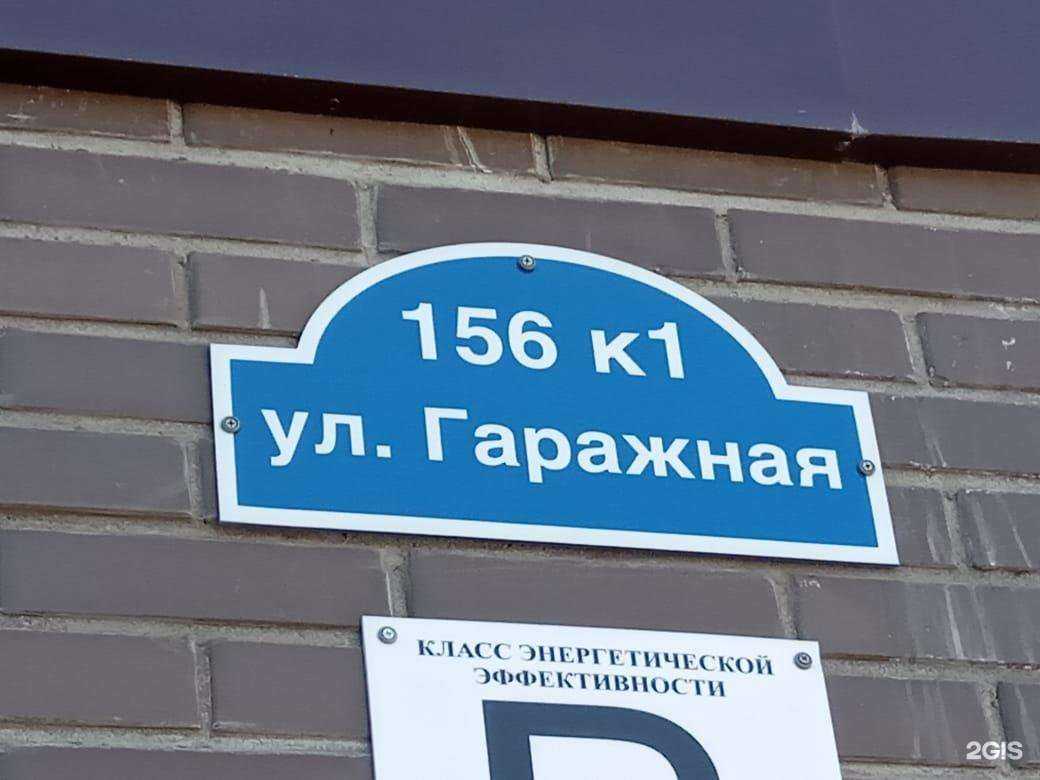 156 к1
ул. Гаражная
КЛАСС ЭНЕРГЕТИЧЕСКОЙ
ЭФФЕКТИВНОСТИ
2GIS